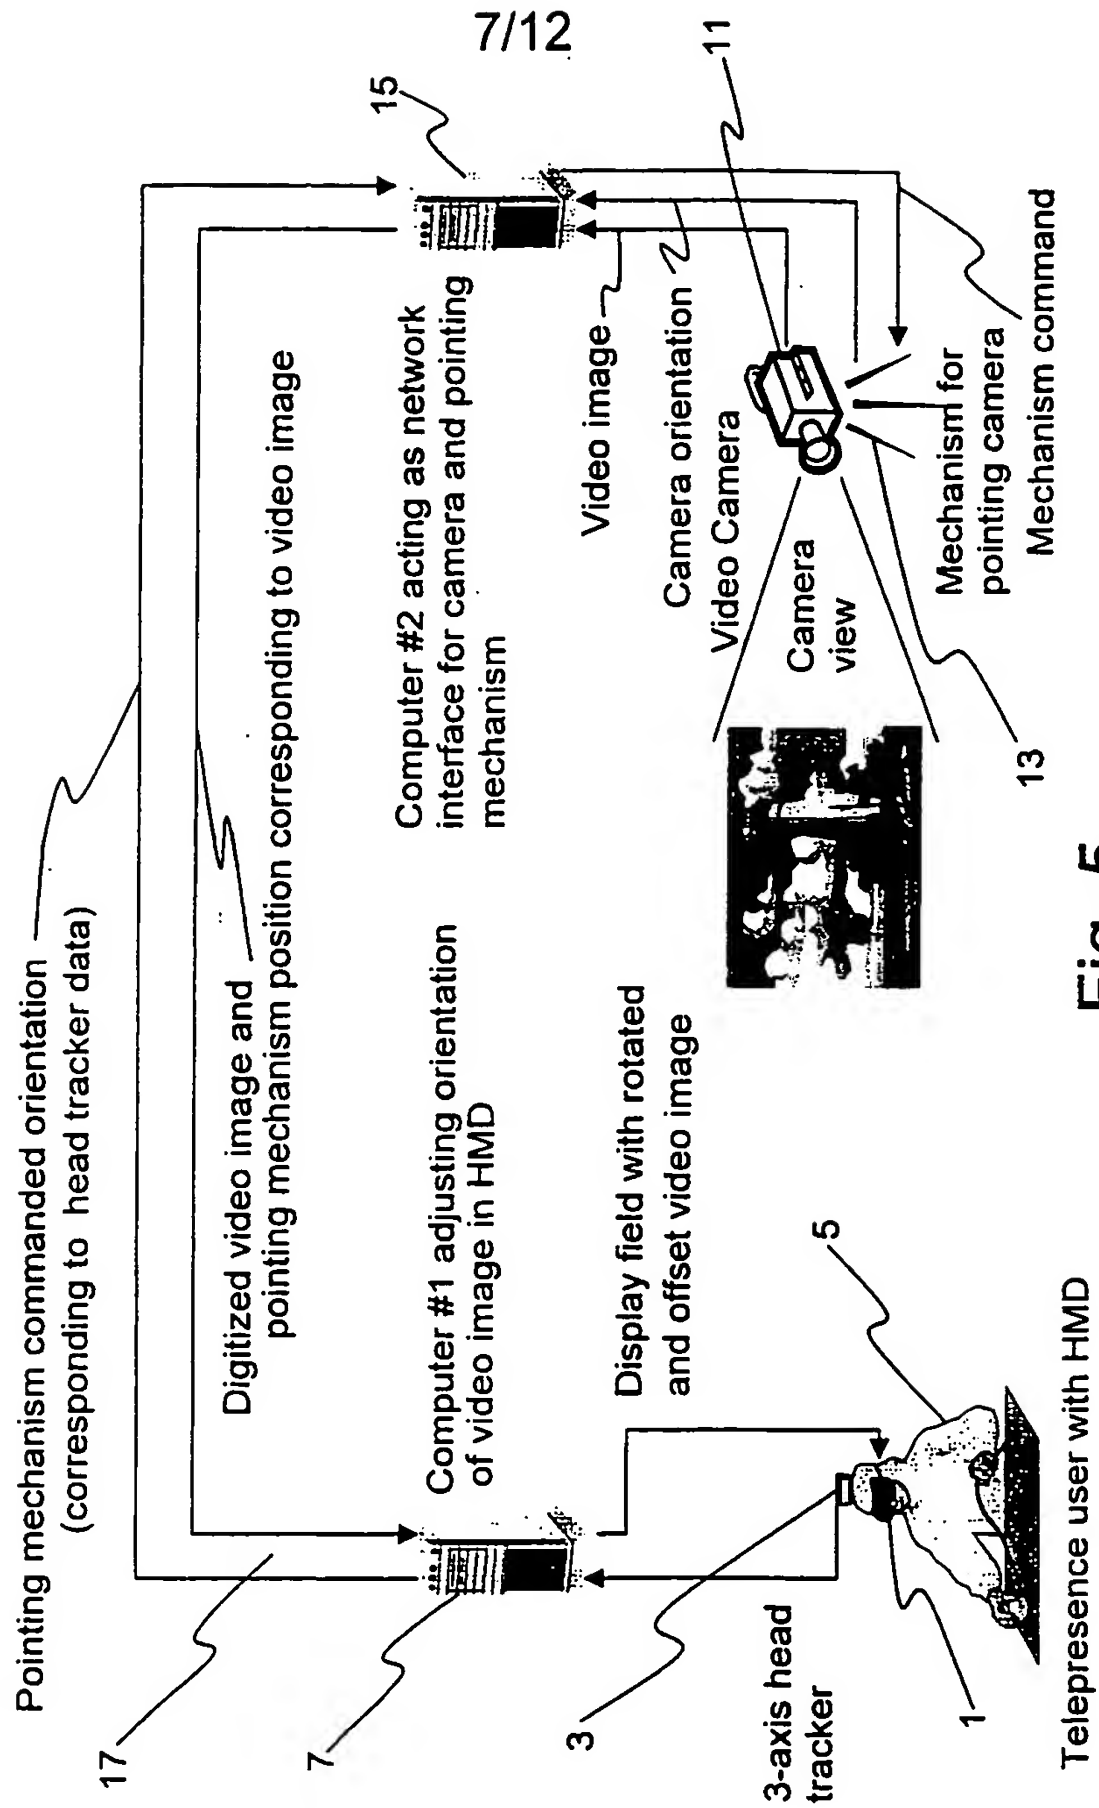 7/12
Pointing mechanism commanded orientation
(corresponding to head tracker data)
17
Digitized video image and
pointing mechanism position corresponding to video image
15
7
Computer #1 adjusting orientation
of video image in HMD
Computer #2 acting as network
interface for camera and pointing
mechanism
11
3
Display field with rotated
and offset video image
Video image
Camera orientation
Video Camera
3-axis head
tracker
5
Camera
view
1
13
Mechanism for
pointing camera
Mechanism command
Telepresence user with HMD
Fig. 5